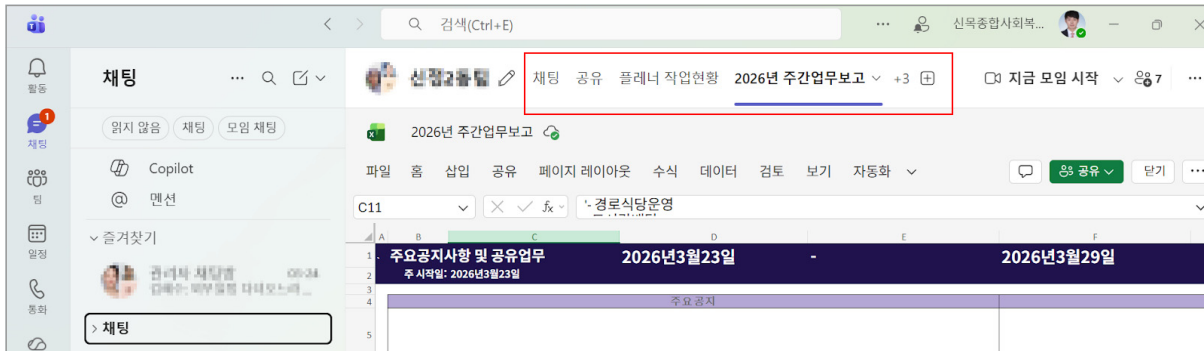 검색(Ctrl+E)
신목종합사회복...
활동
채팅
1
팀
일정
통화
채팅
읽지 않음 채팅 모임 채팅
Copilot
@ 멘션
즐겨찾기
채팅
채팅 공유 플래너 작업현황 2026년 주간업무보고 +3
지금 모임 시작 7
2026년 주간업무보고
파일 홈 삽입 공유 페이지 레이아웃 수식 데이터 검토 보기 자동화
공유 닫기
C11 fx '- 경로식당운영
A B C D E F
1 주요공지사항 및 공유업무 2026년3월23일 - 2026년3월29일
2 주 시작일: 2026년3월23일
3
4 주요공지
5